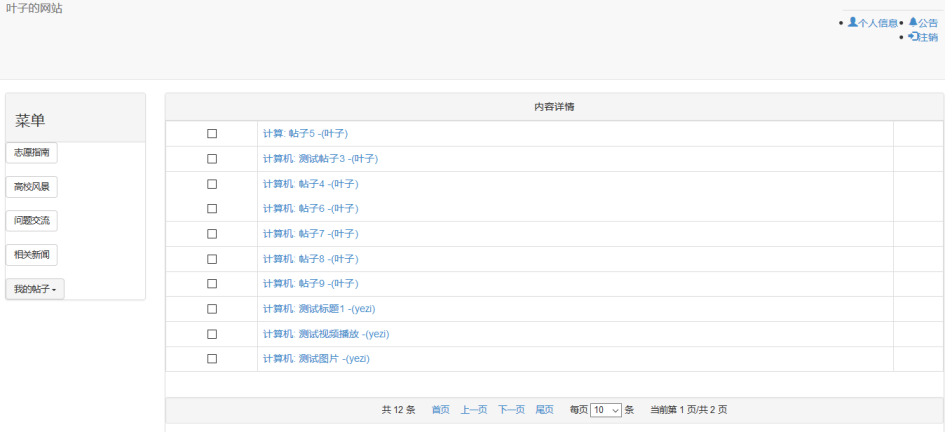 叶子的网站
个人信息 公告
注销
菜单
志愿指南
高校风景
问题交流
相关新闻
我的帖子
内容详情
计算: 帖子5 -(叶子)
计算机: 测试帖子3 -(叶子)
计算机: 帖子4 -(叶子)
计算机: 帖子6 -(叶子)
计算机: 帖子7 -(叶子)
计算机: 帖子8 -(叶子)
计算机: 帖子9 -(叶子)
计算机: 测试标题1 -(yezi)
计算机: 测试视频播放 -(yezi)
计算机: 测试图片 -(yezi)
共 12 条 首页 上一页 下一页 尾页 每页 10 条 当前第 1 页/共 2 页